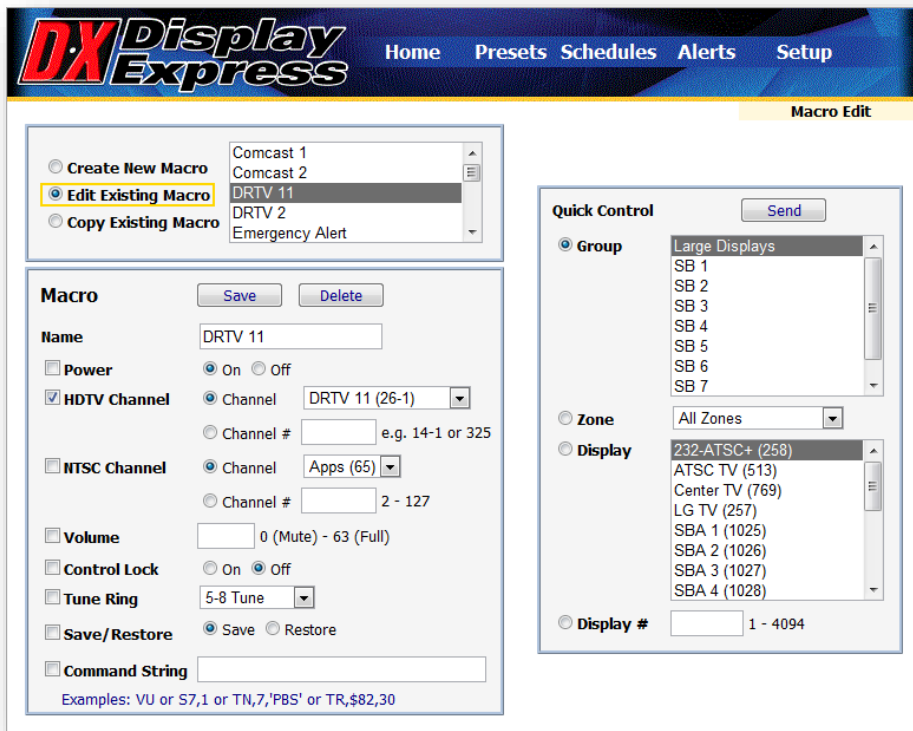 DX Display Express
Home Presets Schedules Alerts Setup
Macro Edit
Create New Macro
Edit Existing Macro
Copy Existing Macro
Comcast 1
Comcast 2
DRTV 11
DRTV 2
Emergency Alert
Macro Save Delete
Name DRTV 11
Power On Off
HDTV Channel Channel DRTV 11 (26-1)
Channel # e.g. 14-1 or 325
NTSC Channel Channel Apps (65)
Channel # 2 - 127
Volume 0 (Mute) - 63 (Full)
Control Lock On Off
Tune Ring 5-8 Tune
Save/Restore Save Restore
Command String
Examples: VU or S7,1 or TN,7,'PBS' or TR,$82,30
Quick Control Send
Group Large Displays
SB 1
SB 2
SB 3
SB 4
SB 5
SB 6
SB 7
Zone All Zones
Display 232-ATSC+ (258)
ATSC TV (513)
Center TV (769)
LG TV (257)
SBA 1 (1025)
SBA 2 (1026)
SBA 3 (1027)
SBA 4 (1028)
Display # 1 - 4094